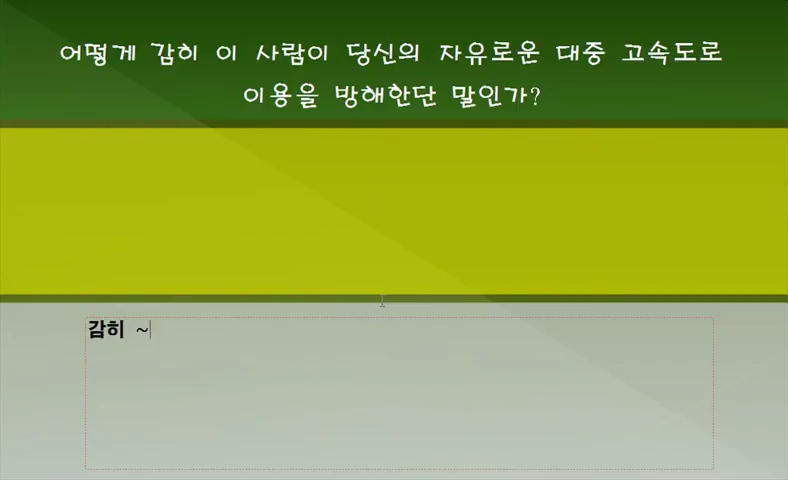 어떻게 감히 이 사람이 당신의 자유로운 대중 고속도로
이용을 방해한단 말인가?
감히 ~